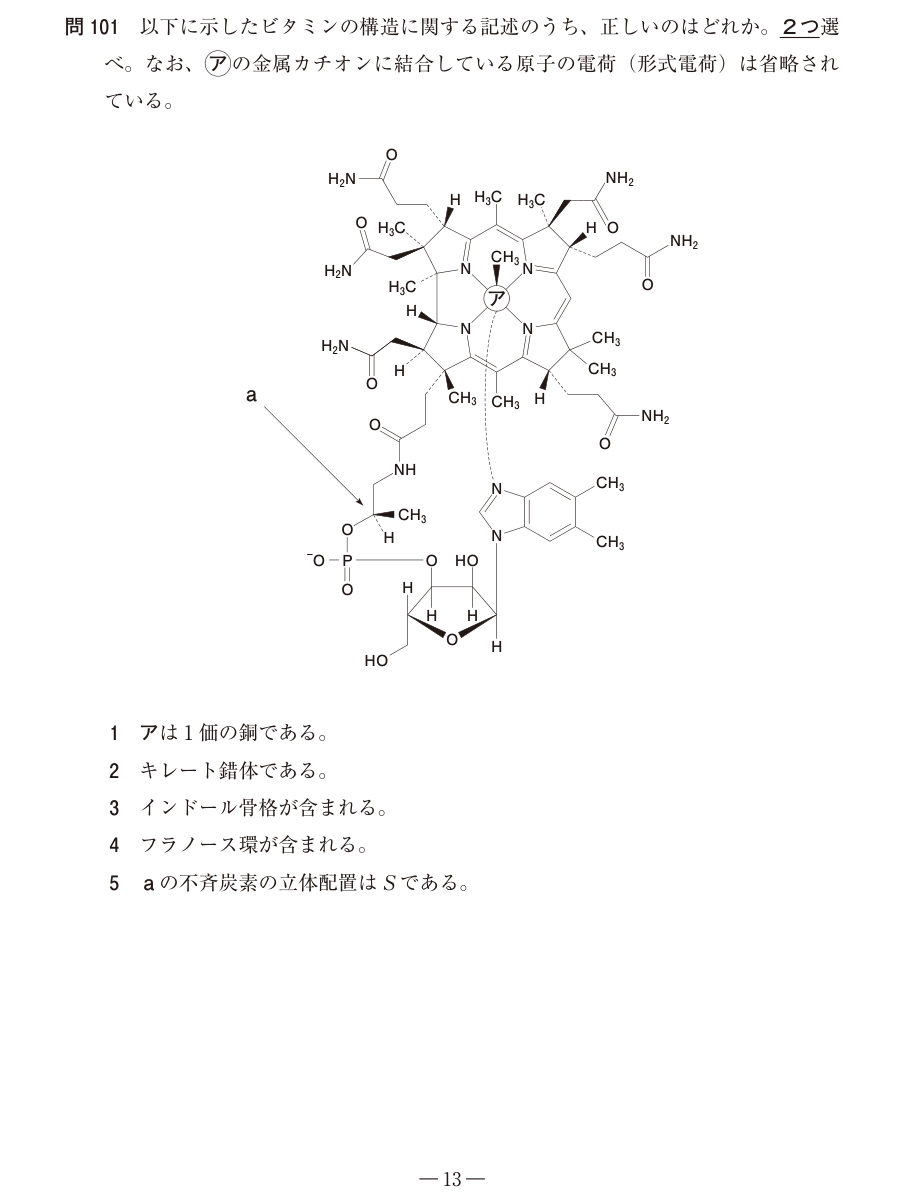 問 101 以下に示したビタミンの構造に関する記述のうち、正しいのはどれか。2つ選
べ。なお、アの金属カチオンに結合している原子の電荷（形式電荷）は省略され
ている。
O
H₂N
NH₂
O
H
H₃C
H₃C
O
H₃C
H
NH₂
O
H₂N
N
CH₃
N
H₃C
ア
H
N
N
H₂N
O
H
CH₃
CH₃
CH₃
CH₃
H
NH₂
O
a
O
NH
CH₃
H
O
⁻O
P
O
O
HO
N
N
CH₃
CH₃
H
H
H
O
H
HO
1 アは1価の銅である。
2 キレート錯体である。
3 インドール骨格が含まれる。
4 フラノース環が含まれる。
5 aの不斉炭素の立体配置はSである。
— 13 —